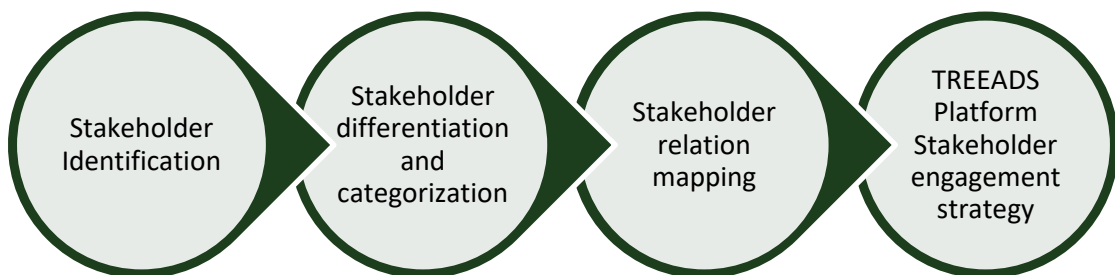 Stakeholder
Identification
Stakeholder
differentiation
and
categorization
Stakeholder
relation
mapping
TREEADS
Platform
Stakeholder
engagement
strategy